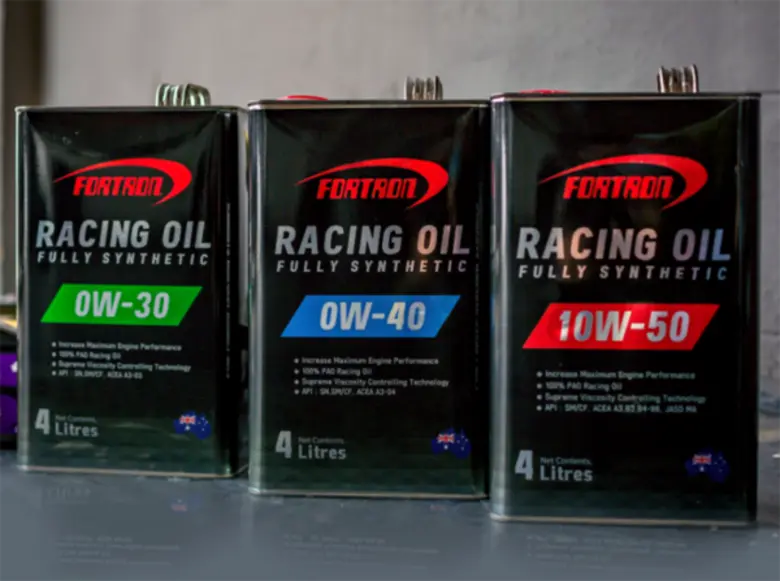 FORTRON
RACING OIL
FULLY SYNTHETIC
0W-30
Increase Maximum Engine Performance
100% PAO Racing Oil
Supreme Viscosity Controlling Technology
4
Net Contents,
Litres
FORTRON
RACING OIL
FULLY SYNTHETIC
0W-40
Increase Maximum Engine Performance
100% PAO Racing Oil
Supreme Viscosity Controlling Technology
4
Net Contents,
Litres
FORTRON
RACING OIL
FULLY SYNTHETIC
10W-50
Increase Maximum Engine Performance
100% PAO Racing Oil
Supreme Viscosity Controlling Technology
4
Net Contents,
Litres